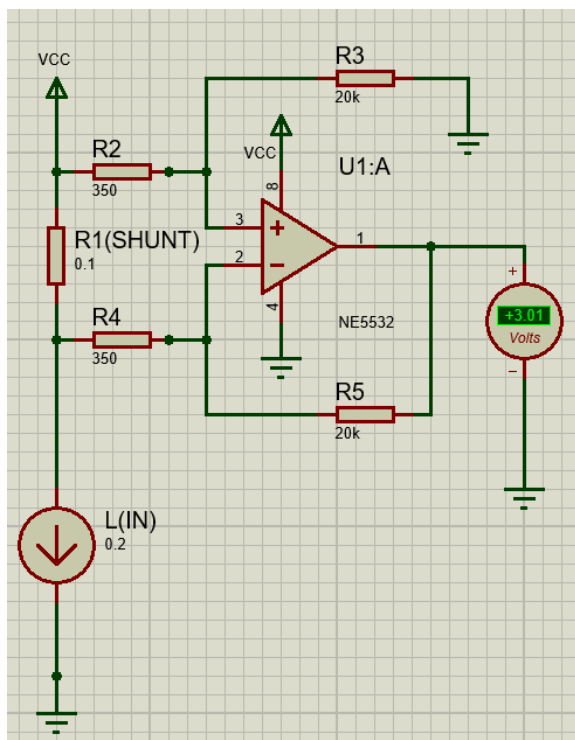 VCC
R3
20k
R2
350
VCC
U1:A
8
3
+
1
2
−
4
R1(SHUNT)
0.1
R4
350
NE5532
+
+3.01
Volts
−
R5
20k
L(IN)
0.2